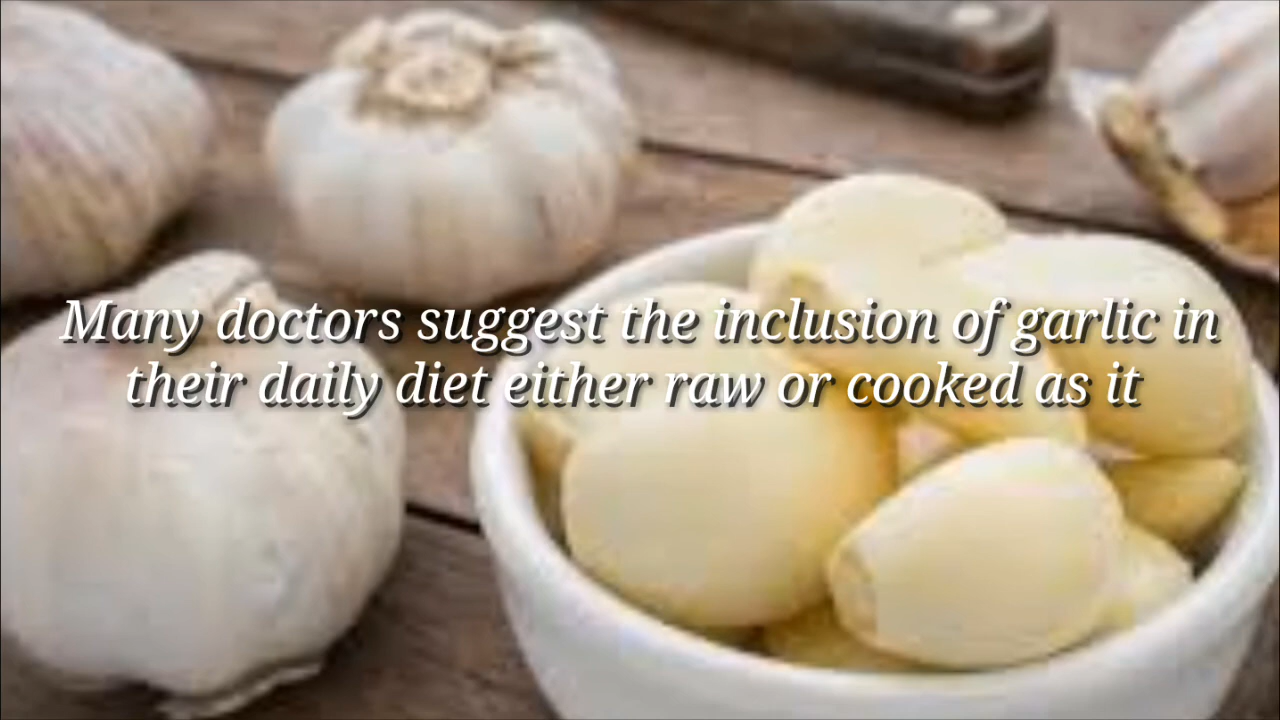 Many doctors suggest the inclusion of garlic in
their daily diet either raw or cooked as it